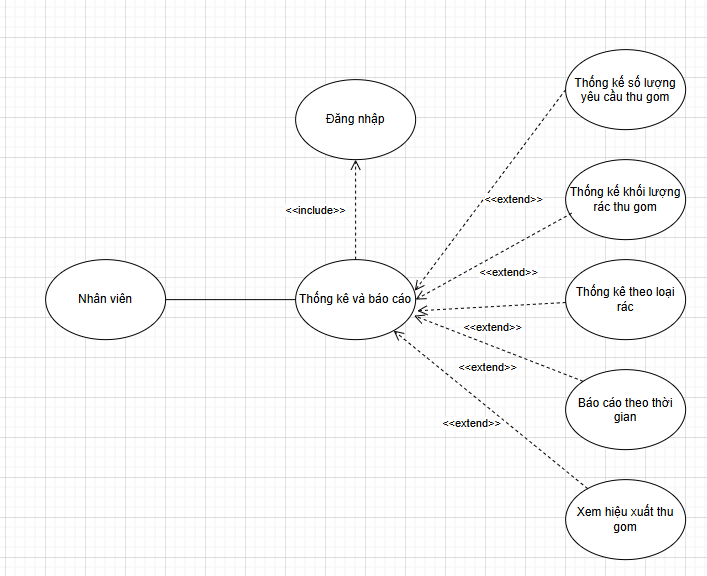 Thống kế số lượng
yêu cầu thu gom
Đăng nhập
Thống kế khối lượng
rác thu gom
<<extend>>
<<include>>
<<extend>>
Nhân viên
Thống kê và báo cáo
Thống kê theo loại
rác
<<extend>>
<<extend>>
Báo cáo theo thời
gian
<<extend>>
Xem hiệu xuất thu
gom